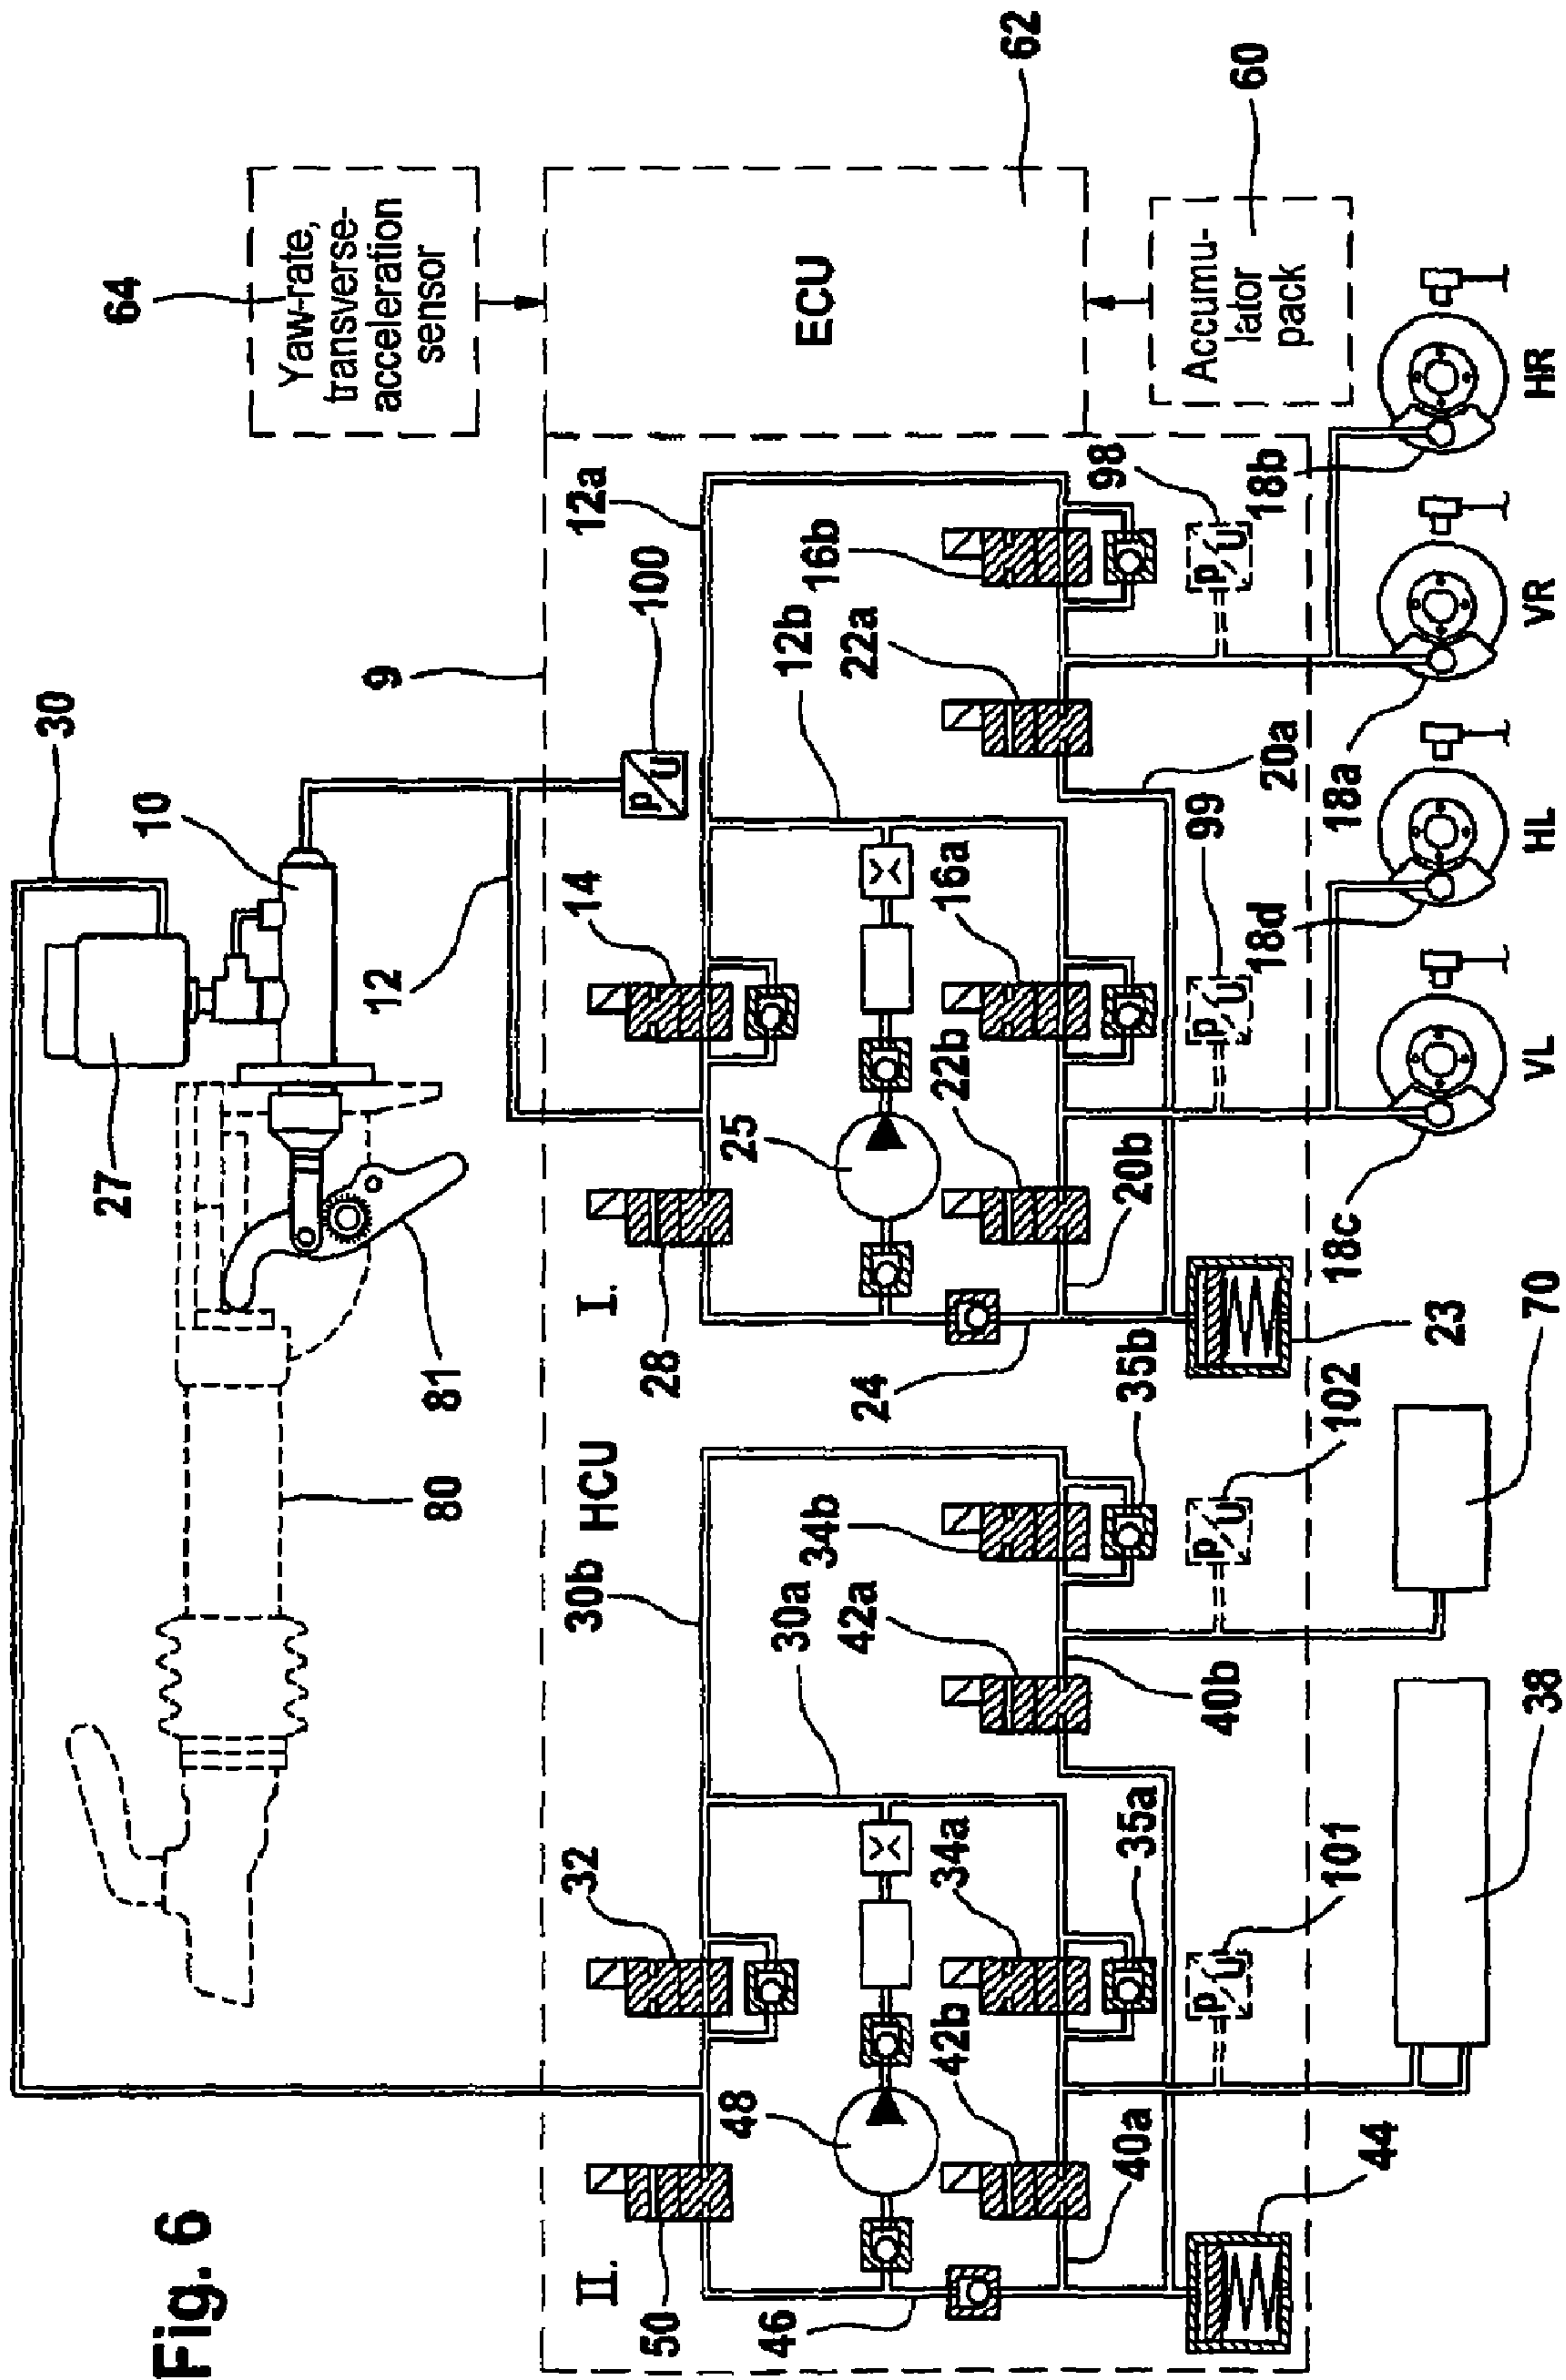 Fig. 6
30
10
27
12
81
80
64
Yaw-rate,
transverse-
acceleration
sensor
62
ECU
60
Accumu-
lator
pack
9
100
P
U
12a
14
28
I.
HCU
30b
32
50
II.
12b
25
30a
48
16b
22a
16a
22b
24
34b
42a
34a
42b
46
98
P
U
20a
99
P
U
20b
35b
102
P
U
40b
35a
101
P
U
40a
18b
18a
18d
18c
23
70
38
44
HR
VR
HL
VL